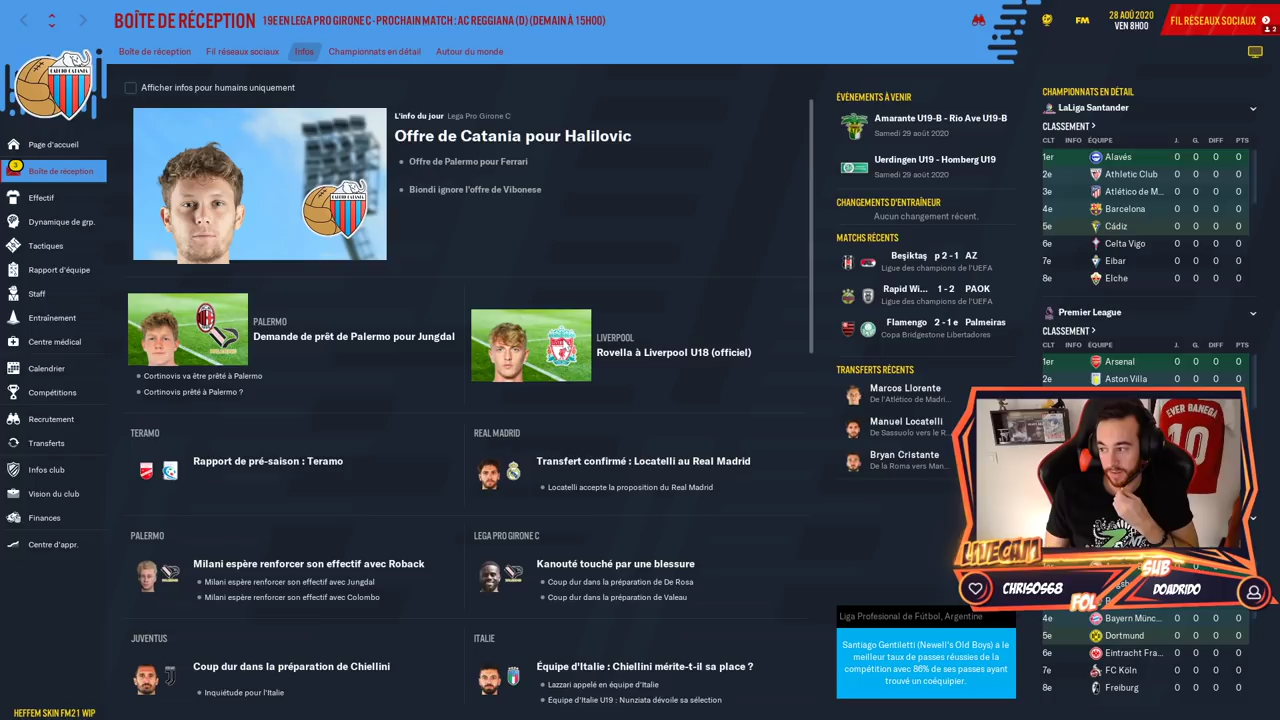 BOÎTE DE RÉCEPTION 19E EN LEGA PRO GIRONE C - PROCHAIN MATCH : AC REGGIANA (D) (DEMAIN À 15H00)
28 AOÛ 2020
VEN 8H00
FM
FIL RÉSEAUX SOCIAUX
2
Boîte de réception
Fil réseaux sociaux
Infos
Championnats en détail
Autour du monde
CALCIO CATANIA
Page d'accueil
3
Boîte de réception
Effectif
Dynamique de grp.
Tactiques
Rapport d'équipe
Staff
Entraînement
Centre médical
Calendrier
Compétitions
Recrutement
Transferts
Infos club
Vision du club
Finances
Centre d'appr.
HEFFEM SKIN FM21 WIP
Afficher infos pour humains uniquement
L'info du jour Lega Pro Girone C
Offre de Catania pour Halilovic
Offre de Palermo pour Ferrari
Biondi ignore l'offre de Vibonese
PALERMO
Demande de prêt de Palermo pour Jungdal
Cortinovis va être prêté à Palermo
Cortinovis prêté à Palermo ?
LIVERPOOL
Rovella à Liverpool U18 (officiel)
TERAMO
Rapport de pré-saison : Teramo
REAL MADRID
Transfert confirmé : Locatelli au Real Madrid
Locatelli accepte la proposition du Real Madrid
PALERMO
Milani espère renforcer son effectif avec Roback
Milani espère renforcer son effectif avec Jungdal
Milani espère renforcer son effectif avec Colombo
LEGA PRO GIRONE C
Kanouté touché par une blessure
Coup dur dans la préparation de De Rosa
Coup dur dans la préparation de Valeau
JUVENTUS
Coup dur dans la préparation de Chiellini
Inquiétude pour l'Italie
ITALIE
Équipe d'Italie : Chiellini mérite-t-il sa place ?
Lazzari appelé en équipe d'Italie
Equipe d'Italie U19 : Nunziata dévoile sa sélection
ÉVÉNEMENTS À VENIR
Amarante U19-B - Rio Ave U19-B
Samedi 29 août 2020
Uerdingen U19 - Homberg U19
Samedi 29 août 2020
CHANGEMENTS D'ENTRAÎNEUR
Aucun changement récent.
MATCHS RÉCENTS
Beşiktaş p 2 - 1 AZ
Ligue des champions de l'UEFA
Rapid Wi... 1 - 2 PAOK
Ligue des champions de l'UEFA
Flamengo 2 - 1 e Palmeiras
Copa Bridgestone Libertadores
TRANSFERTS RÉCENTS
Marcos Llorente
De l'Atlético de Madri...
Manuel Locatelli
De Sassuolo vers le R...
Bryan Cristante
De la Roma vers Man...
Liga Profesional de Fútbol, Argentine
Santiago Gentiletti (Newell's Old Boys) a le
meilleur taux de passes réussies de la
compétition avec 86% de ses passes ayant
trouvé un coéquipier.
CHAMPIONNATS EN DÉTAIL
LaLiga Santander
CLASSEMENT
CLT INFO ÉQUIPE J. G. DIFF PTS
1er Alavés 0 0 0 0
2e Athletic Club 0 0 0 0
3e Atlético de M... 0 0 0 0
4e Barcelona 0 0 0 0
5e Cádiz 0 0 0 0
6e Celta Vigo 0 0 0 0
7e Eibar 0 0 0 0
8e Elche 0 0 0 0
Premier League
CLASSEMENT
CLT INFO ÉQUIPE J. G. DIFF PTS
1er Arsenal 0 0 0 0
2e Aston Villa 0 0 0 0
EVER BANEGA
10
LIVECAM
CHRISOS68
FOL
SUB
DOADRIDO
4e Bayern Münc... 0 0 0 0
5e Dortmund 0 0 0 0
6e Eintracht Fra... 0 0 0 0
7e FC Köln 0 0 0 0
8e Freiburg 0 0 0 0